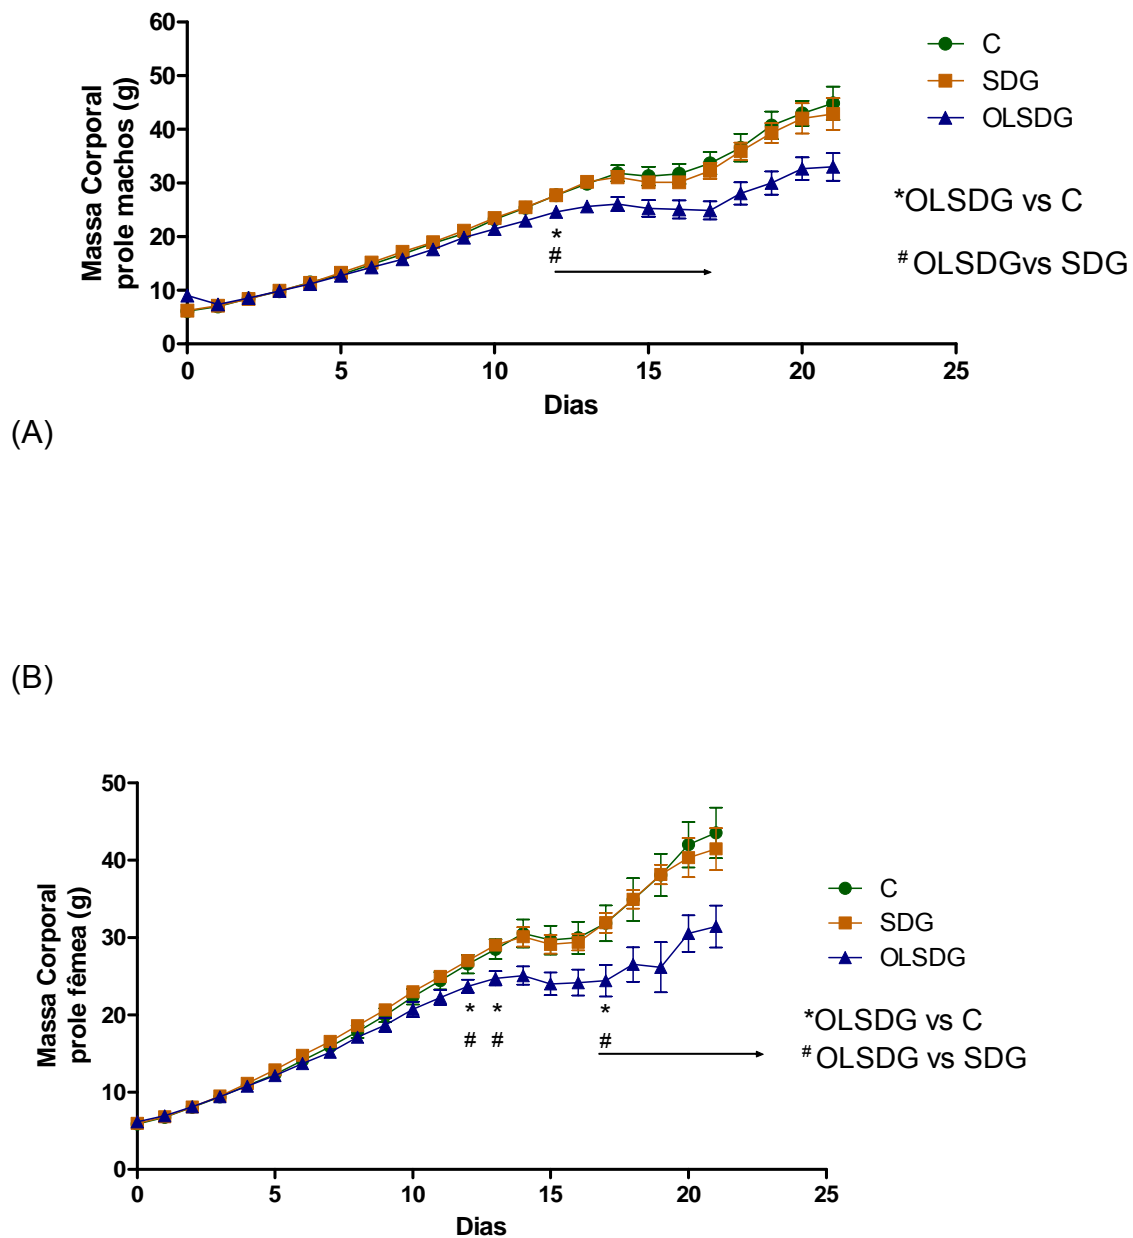 60
50
40
30
20
10
0
Massa Corporal
prole machos (g)
C
SDG
OLSDG
*OLSDG vs C
#OLSDGvs SDG
*
#
0 5 10 15 20 25
Dias
(A)
(B)
50
40
30
20
10
0
Massa Corporal
prole fêmea (g)
C
SDG
OLSDG
* * *
# # #
*OLSDG vs C
#OLSDG vs SDG
0 5 10 15 20 25
Dias